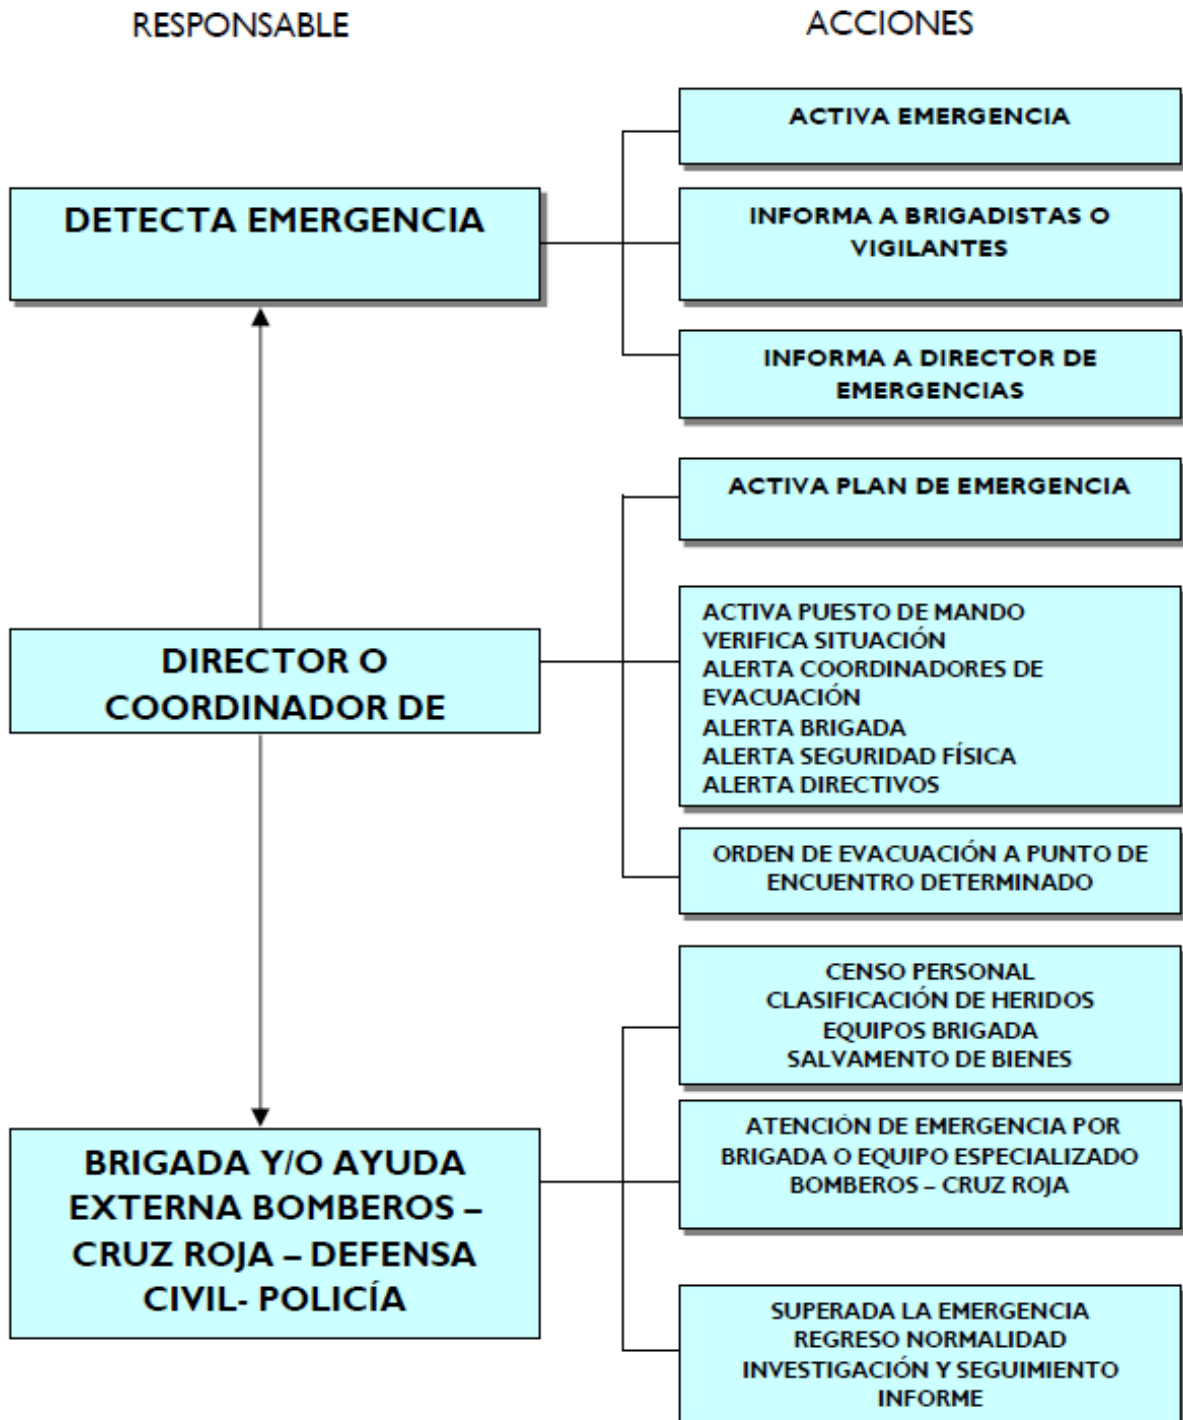 RESPONSABLE
ACCIONES
DETECTA EMERGENCIA
ACTIVA EMERGENCIA
INFORMA A BRIGADISTAS O
VIGILANTES
INFORMA A DIRECTOR DE
EMERGENCIAS
DIRECTOR O
COORDINADOR DE
ACTIVA PLAN DE EMERGENCIA
ACTIVA PUESTO DE MANDO
VERIFICA SITUACIÓN
ALERTA COORDINADORES DE
EVACUACIÓN
ALERTA BRIGADA
ALERTA SEGURIDAD FÍSICA
ALERTA DIRECTIVOS
ORDEN DE EVACUACIÓN A PUNTO DE
ENCUENTRO DETERMINADO
BRIGADA Y/O AYUDA
EXTERNA BOMBEROS –
CRUZ ROJA – DEFENSA
CIVIL- POLICÍA
CENSO PERSONAL
CLASIFICACIÓN DE HERIDOS
EQUIPOS BRIGADA
SALVAMENTO DE BIENES
ATENCIÓN DE EMERGENCIA POR
BRIGADA O EQUIPO ESPECIALIZADO
BOMBEROS – CRUZ ROJA
SUPERADA LA EMERGENCIA
REGRESO NORMALIDAD
INVESTIGACIÓN Y SEGUIMIENTO
INFORME